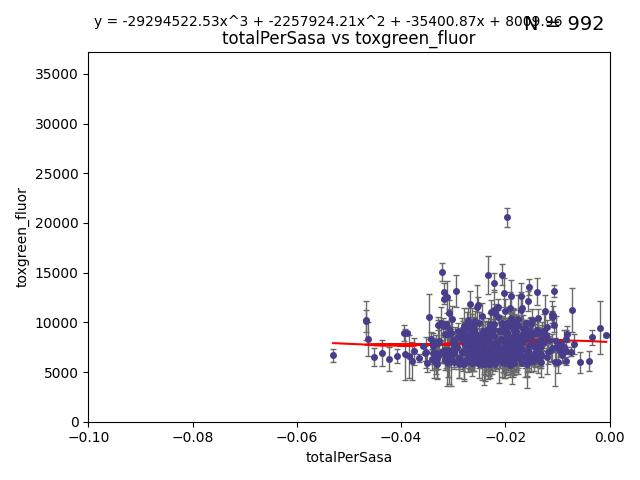 y = -29294522.53x^3 + -2257924.21x^2 + -35400.87x + 8009.96
N = 992
totalPerSasa vs toxgreen_fluor
35000
30000
25000
20000
15000
10000
5000
0
toxgreen_fluor
−0.10 −0.08 −0.06 −0.04 −0.02 0.00
totalPerSasa